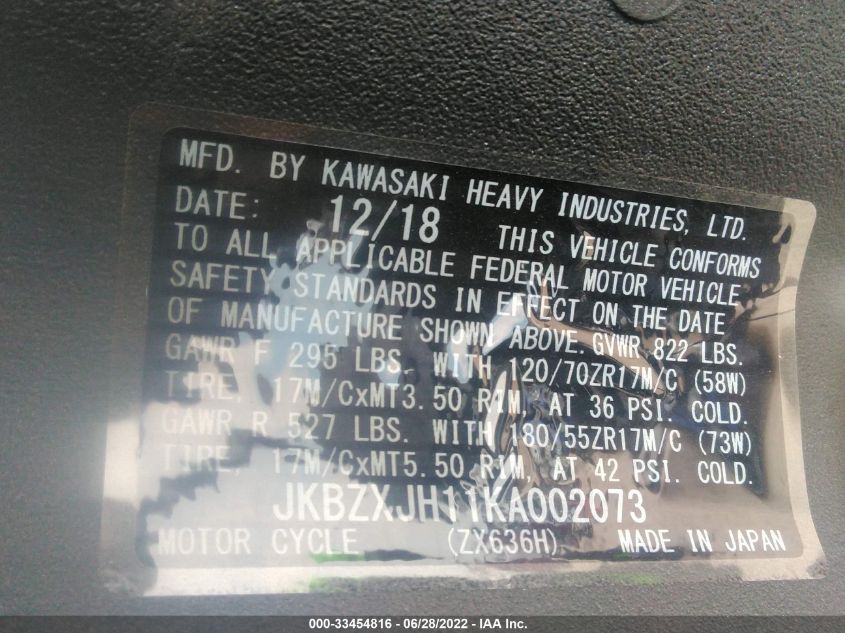 MFD. BY KAWASAKI HEAVY INDUSTRIES, LTD.
DATE: 12/18 THIS VEHICLE CONFORMS
TO ALL APPLICABLE FEDERAL MOTOR VEHICLE
SAFETY STANDARDS IN EFFECT ON THE DATE
OF MANUFACTURE SHOWN ABOVE. GVWR 822 LBS.
GAWR F 295 LBS. WITH 120/70ZR17M/C (58W)
TIRE, 17M/CxMT3.50 RIM, AT 36 PSI. COLD.
GAWR R 527 LBS. WITH 180/55ZR17M/C (73W)
TIRE, 17M/CxMT5.50 RIM, AT 42 PSI. COLD.
JKBZXJH11KA002073
MOTOR CYCLE (ZX636H) MADE IN JAPAN
000-33454816 - 06/28/2022 - IAA Inc.